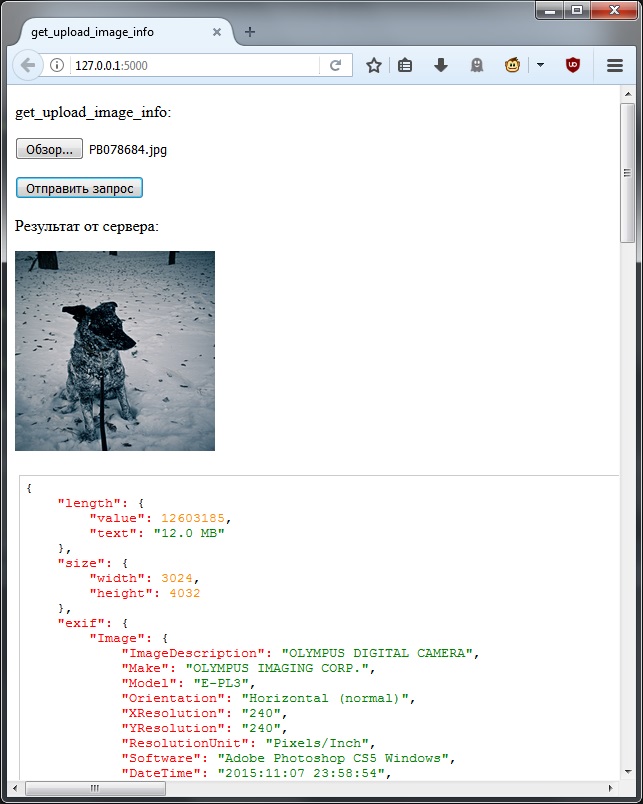 get_upload_image_info
127.0.0.1:5000
get_upload_image_info:
Обзор... PB078684.jpg
Отправить запрос
Результат от сервера:
{
    "length": {
        "value": 12603185,
        "text": "12.0 MB"
    },
    "size": {
        "width": 3024,
        "height": 4032
    },
    "exif": {
        "Image": {
            "ImageDescription": "OLYMPUS DIGITAL CAMERA",
            "Make": "OLYMPUS IMAGING CORP.",
            "Model": "E-PL3",
            "Orientation": "Horizontal (normal)",
            "XResolution": "240",
            "YResolution": "240",
            "ResolutionUnit": "Pixels/Inch",
            "Software": "Adobe Photoshop CS5 Windows",
            "DateTime": "2015:11:07 23:58:54",